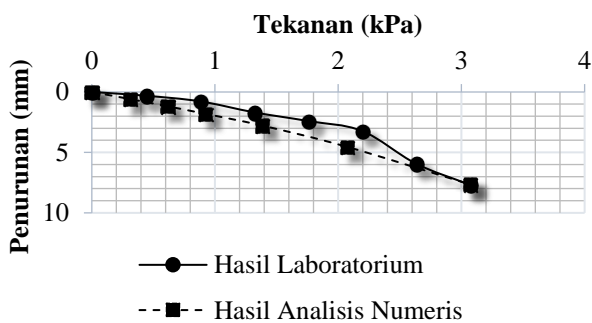 Tekanan (kPa)
0 1 2 3 4
0
5
10
Penurunan (mm)
Hasil Laboratorium
Hasil Analisis Numeris